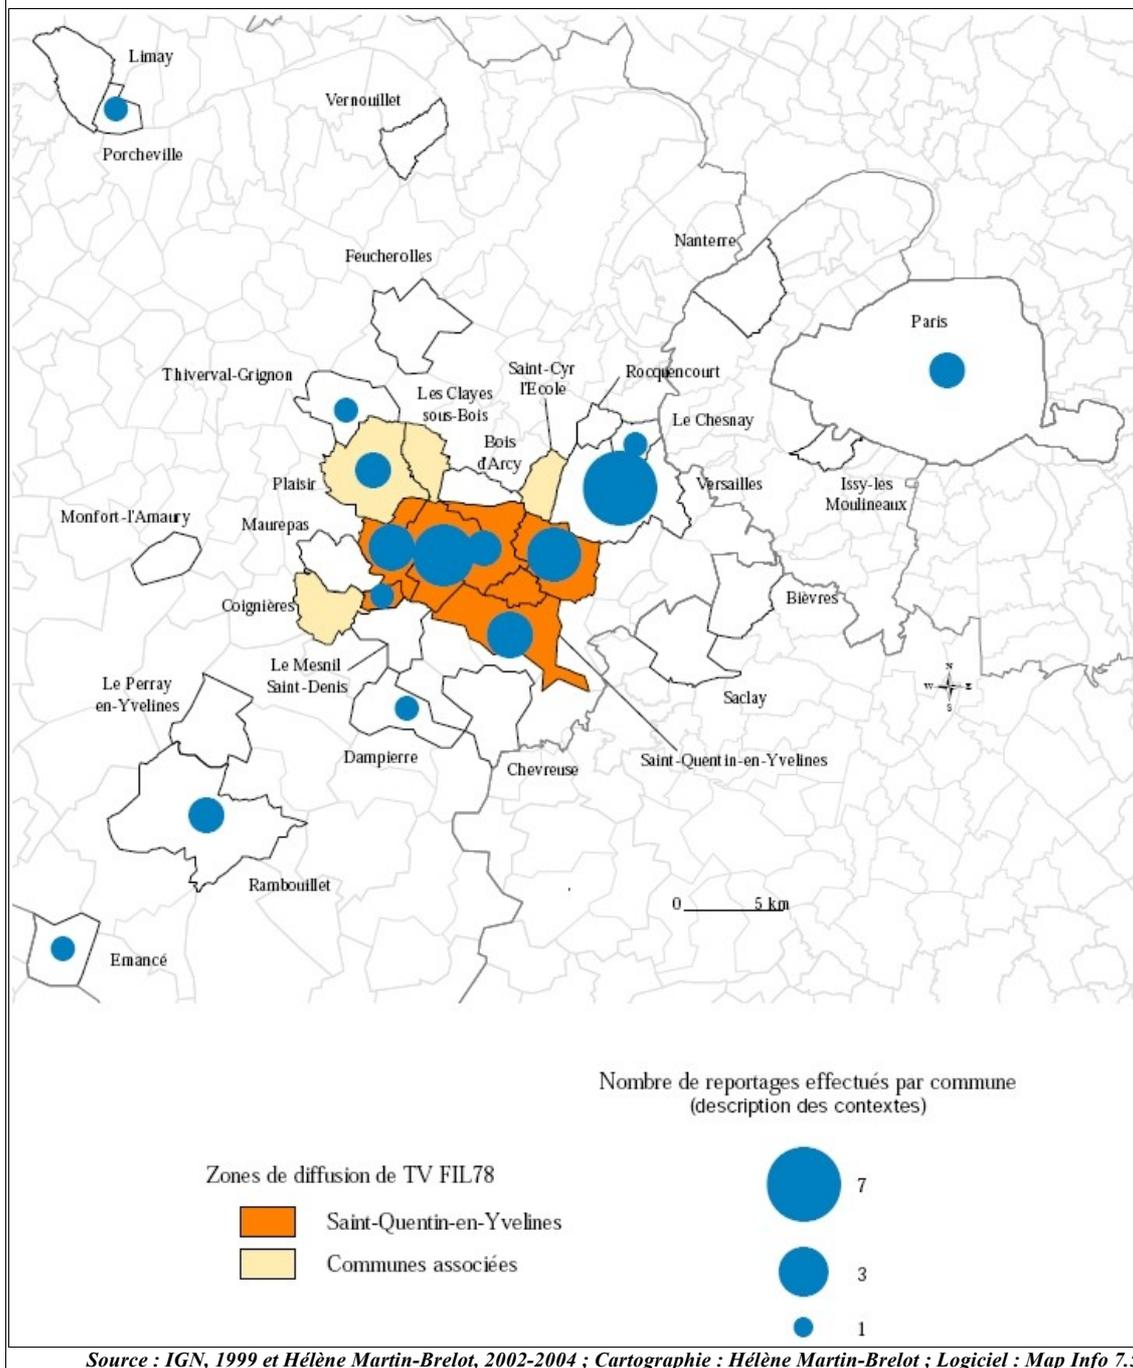 Limay
Vernouillet
Porcheville
Nanterre
Feucherolles
Paris
Saint-Cyr
l'Ecole
Rocquencourt
Thiverval-Grignon
Les Clayes
sous-Bois
Le Chesnay
Bois
d'Arcy
Plaisir
Versailles
Issy-les
Moulineaux
Monfort-l'Amaury
Maurepas
Coignières
Bièvres
Le Mesnil
Saint-Denis
Le Perray
en-Yvelines
N
W E
S
Saclay
Dampierre
Chevreuse
Saint-Quentin-en-Yvelines
Rambouillet
0 5 km
Emancé
Nombre de reportages effectués par commune
(description des contextes)
Zones de diffusion de TV FIL78
7
Saint-Quentin-en-Yvelines
Communes associées
3
1
Source : IGN, 1999 et Hélène Martin-Brelot, 2002-2004 ; Cartographie : Hélène Martin-Brelot ; Logiciel : Map Info 7.